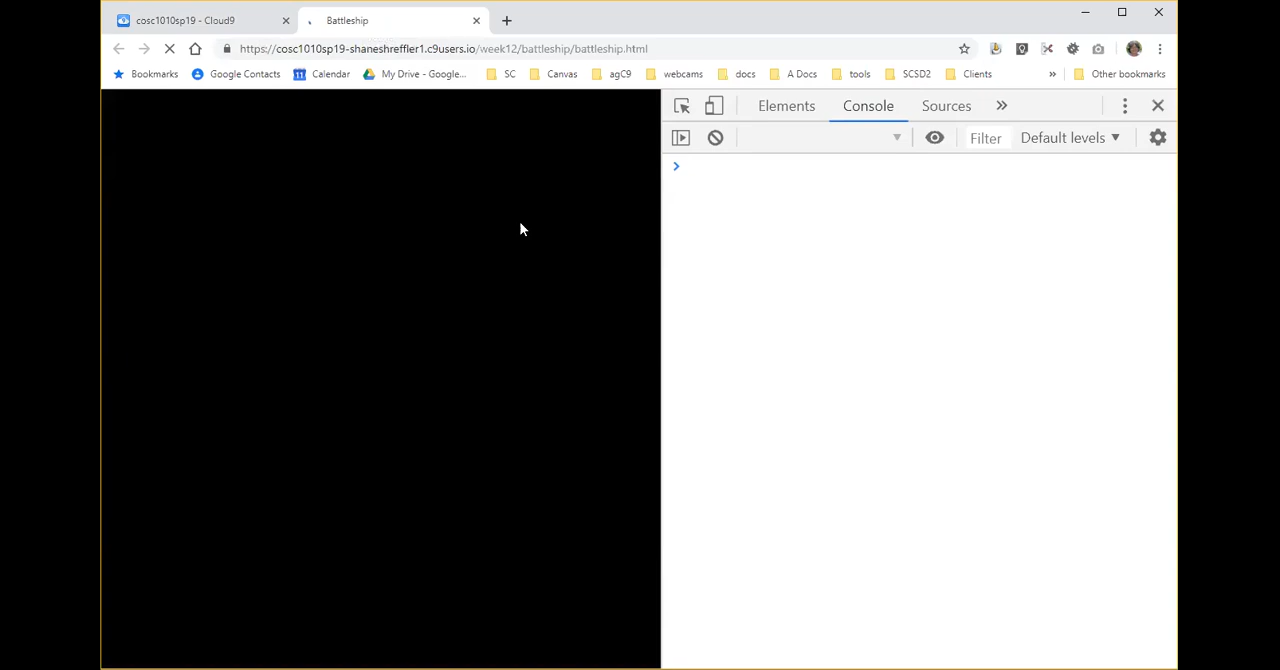 cosc1010sp19 - Cloud9
Battleship
https://cosc1010sp19-shaneshreffler1.c9users.io/week12/battleship/battleship.html
Bookmarks Google Contacts 11 Calendar My Drive - Google... SC Canvas agC9 webcams docs A Docs tools SCSD2 Clients » Other bookmarks
Elements Console Sources »
Filter Default levels ▼